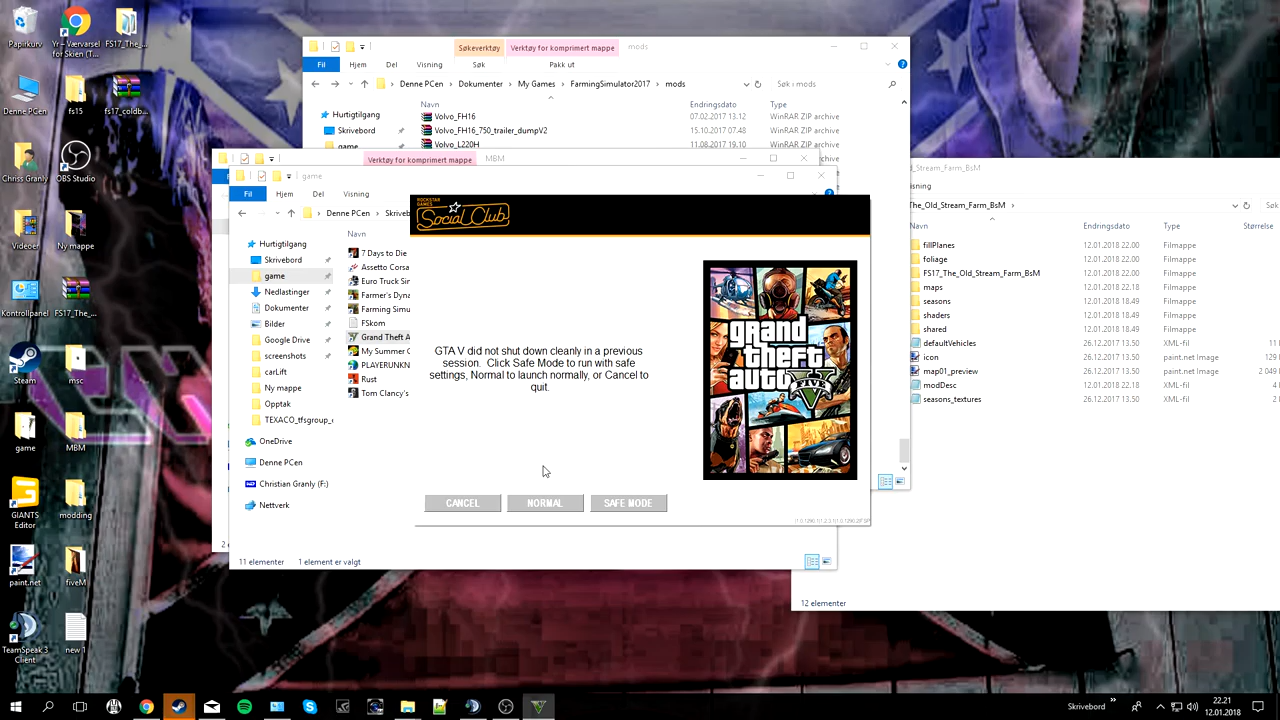 Papirkurv
Yr – Værvarsel for Skien (T...
FS17_The_...
Denne PCen
fs15
fs17_coldb...
Chriss Granly
OBS Studio
Videoer
Ny mappe
Kontrollpanel
FS17_The_...
Steam
msc
game
MBM
GIANTS Editor
modding
paint.net
fiveM
TeamSpeak 3 Client
new 1
Søkeverktøy
Verktøy for komprimert mappe
mods
Fil
Hjem
Del
Visning
Søk
Pakk ut
Denne PCen
Dokumenter
My Games
FarmingSimulator2017
mods
Søk i mods
Navn
Endringsdato
Type
Hurtigtilgang
Skrivebord
game
Volvo_FH16
07.02.2017 13.12
WinRAR ZIP archive
Volvo_FH16_750_trailer_dumpV2
15.10.2017 07.48
WinRAR ZIP archive
Volvo_L220H
11.08.2017 19.10
WinRAR ZIP archive
Verktøy for komprimert mappe
MBM
game
Fil
Hjem
Del
Visning
Denne PCen
Skriveb
Navn
Hurtigtilgang
Skrivebord
game
Nedlastinger
Dokumenter
Bilder
Google Drive
screenshots
carLift
Ny mappe
Opptak
TEXACO_tfsgroup_c
OneDrive
Denne PCen
Christian Granly (F:)
Nettverk
7 Days to Die
Assetto Corsa
Euro Truck Sim
Farmer's Dyna
Farming Simu
FSkom
Grand Theft A
My Summer C
PLAYERUNKN
Rust
Tom Clancy's
11 elementer
1 element er valgt
ROCKSTAR GAMES
Social Club
GTA V did not shut down cleanly in a previous
session. Click Safe Mode to run with safe
settings, Normal to launch normally, or Cancel to
quit.
CANCEL
NORMAL
SAFE MODE
grand
theft
auto
V
FIVE
d_Stream_Farm_BsM
isning
The_Old_Stream_Farm_BsM
Søk
Navn
Endringsdato
Type
Størrelse
fillPlanes
12.01.2018 22.00
Filmappe
foliage
12.01.2018 22.00
Filmappe
FS17_The_Old_Stream_Farm_BsM
12.01.2018 22.00
Filmappe
maps
12.01.2018 22.18
Filmappe
seasons
12.01.2018 18.49
Filmappe
shaders
12.01.2018 18.49
Filmappe
shared
12.01.2018 18.49
Filmappe
defaultVehicles
26.12.2017 13.50
XML-fil
11
icon
26.12.2017 13.50
paint.net Image
129
map01_preview
26.12.2017 13.50
paint.net Image
2 049
modDesc
12.01.2018 22.18
XML-fil
4
seasons_textures
26.12.2017 13.50
XML-fil
2
12 elementer
Skrivebord
22.21
12.01.2018